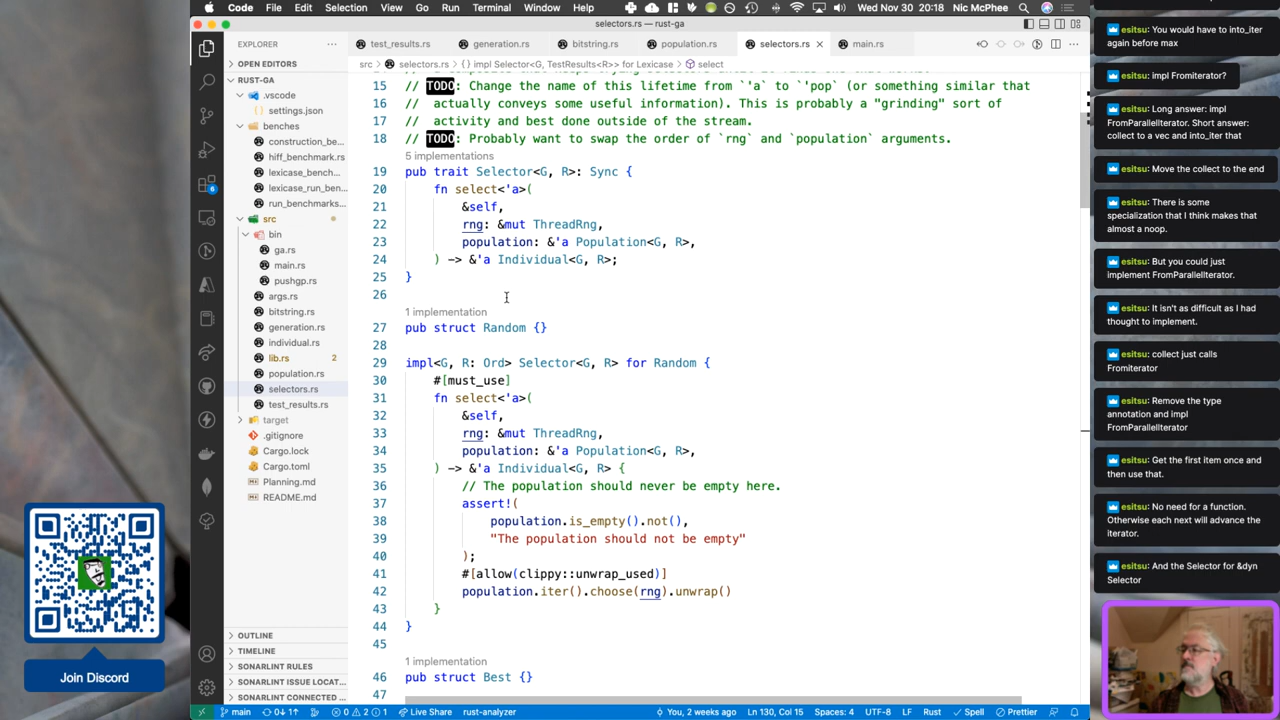 Code File Edit Selection View Go Run Terminal Window Help
Wed Nov 30 20:18 Nic McPhee
selectors.rs — rust-ga
EXPLORER
OPEN EDITORS
RUST-GA
.vscode
settings.json
benches
construction_be...
hiff_benchmark.rs
lexicase_bench...
lexicase_run_ben...
run_benchmarks...
src
bin
ga.rs
main.rs
pushgp.rs
args.rs
bitstring.rs
generation.rs
individual.rs
lib.rs 2
population.rs
selectors.rs
test_results.rs
target
.gitignore
Cargo.lock
Cargo.toml
Planning.md
README.md
OUTLINE
TIMELINE
SONARLINT RULES
SONARLINT ISSUE LOCAT...
SONARLINT CONNECTED ...
6
Join Discord
test_results.rs generation.rs bitstring.rs population.rs selectors.rs main.rs
src > selectors.rs > {} impl Selector<G, TestResults<R>> for Lexicase > select
15 // TODO: Change the name of this lifetime from `'a` to `'pop` (or something similar that
16 // actually conveys some useful information). This is probably a "grinding" sort of
17 // activity and best done outside of the stream.
18 // TODO: Probably want to swap the order of `rng` and `population` arguments.
5 implementations
19 pub trait Selector<G, R>: Sync {
20 fn select<'a>(
21 &self,
22 rng: &mut ThreadRng,
23 population: &'a Population<G, R>,
24 ) -> &'a Individual<G, R>;
25 }
26
1 implementation
27 pub struct Random {}
28
29 impl<G, R: Ord> Selector<G, R> for Random {
30 #[must_use]
31 fn select<'a>(
32 &self,
33 rng: &mut ThreadRng,
34 population: &'a Population<G, R>,
35 ) -> &'a Individual<G, R> {
36 // The population should never be empty here.
37 assert!(
38 population.is_empty().not(),
39 "The population should not be empty"
40 );
41 #[allow(clippy::unwrap_used)]
42 population.iter().choose(rng).unwrap()
43 }
44 }
45
1 implementation
46 pub struct Best {}
47
main 0↓ 1↑ 0 2 1 Live Share rust-analyzer You, 2 weeks ago Ln 130, Col 15 Spaces: 4 UTF-8 LF Rust Spell Prettier
esitsu: You would have to into_iter
again before max
esitsu: impl Fromiterator?
esitsu: Long answer: impl
FromParallelIterator. Short answer:
collect to a vec and into_iter that
esitsu: Move the collect to the end
esitsu: There is some
specialization that I think makes that
almost a noop.
esitsu: But you could just
implement FromParallelIterator.
esitsu: It isn't as difficult as I had
thought to implement.
esitsu: collect just calls
FromIterator
esitsu: Remove the type
annotation and impl
FromParallelIterator
esitsu: Get the first item once and
then use that.
esitsu: No need for a function.
Otherwise each next will advance the
iterator.
esitsu: And the Selector for &dyn
Selector